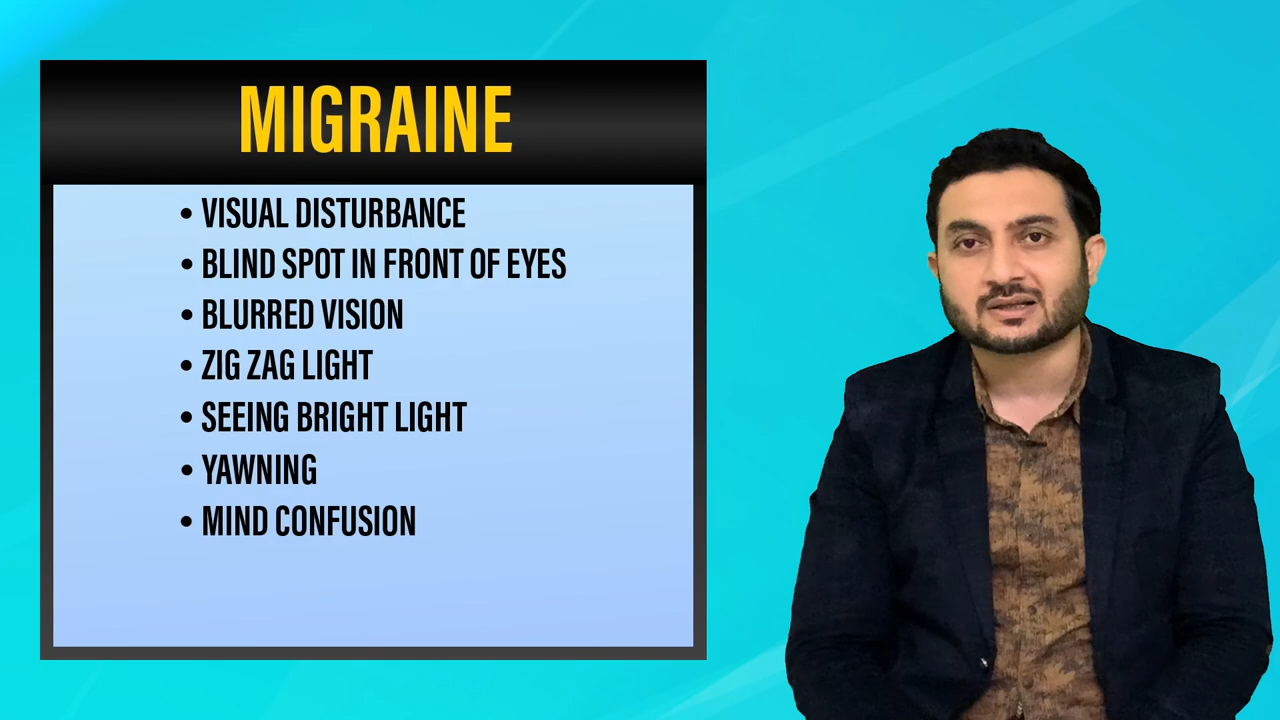 MIGRAINE
• VISUAL DISTURBANCE
• BLIND SPOT IN FRONT OF EYES
• BLURRED VISION
• ZIG ZAG LIGHT
• SEEING BRIGHT LIGHT
• YAWNING
• MIND CONFUSION